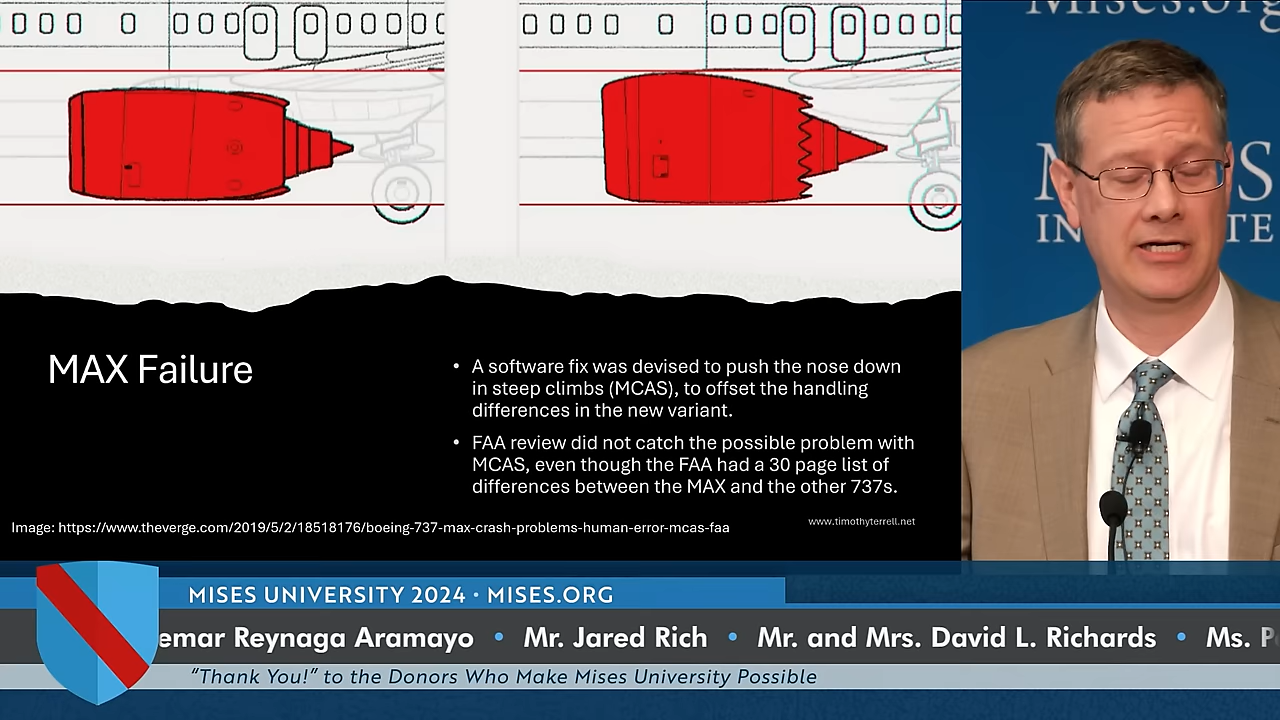 Mises.org
MAX Failure
• A software fix was devised to push the nose down
in steep climbs (MCAS), to offset the handling
differences in the new variant.
• FAA review did not catch the possible problem with
MCAS, even though the FAA had a 30 page list of
differences between the MAX and the other 737s.
Image: https://www.theverge.com/2019/5/2/18518176/boeing-737-max-crash-problems-human-error-mcas-faa
www.timothyterrell.net
MISES UNIVERSITY 2024 • MISES.ORG
emar Reynaga Aramayo • Mr. Jared Rich • Mr. and Mrs. David L. Richards • Ms.
“Thank You!” to the Donors Who Make Mises University Possible